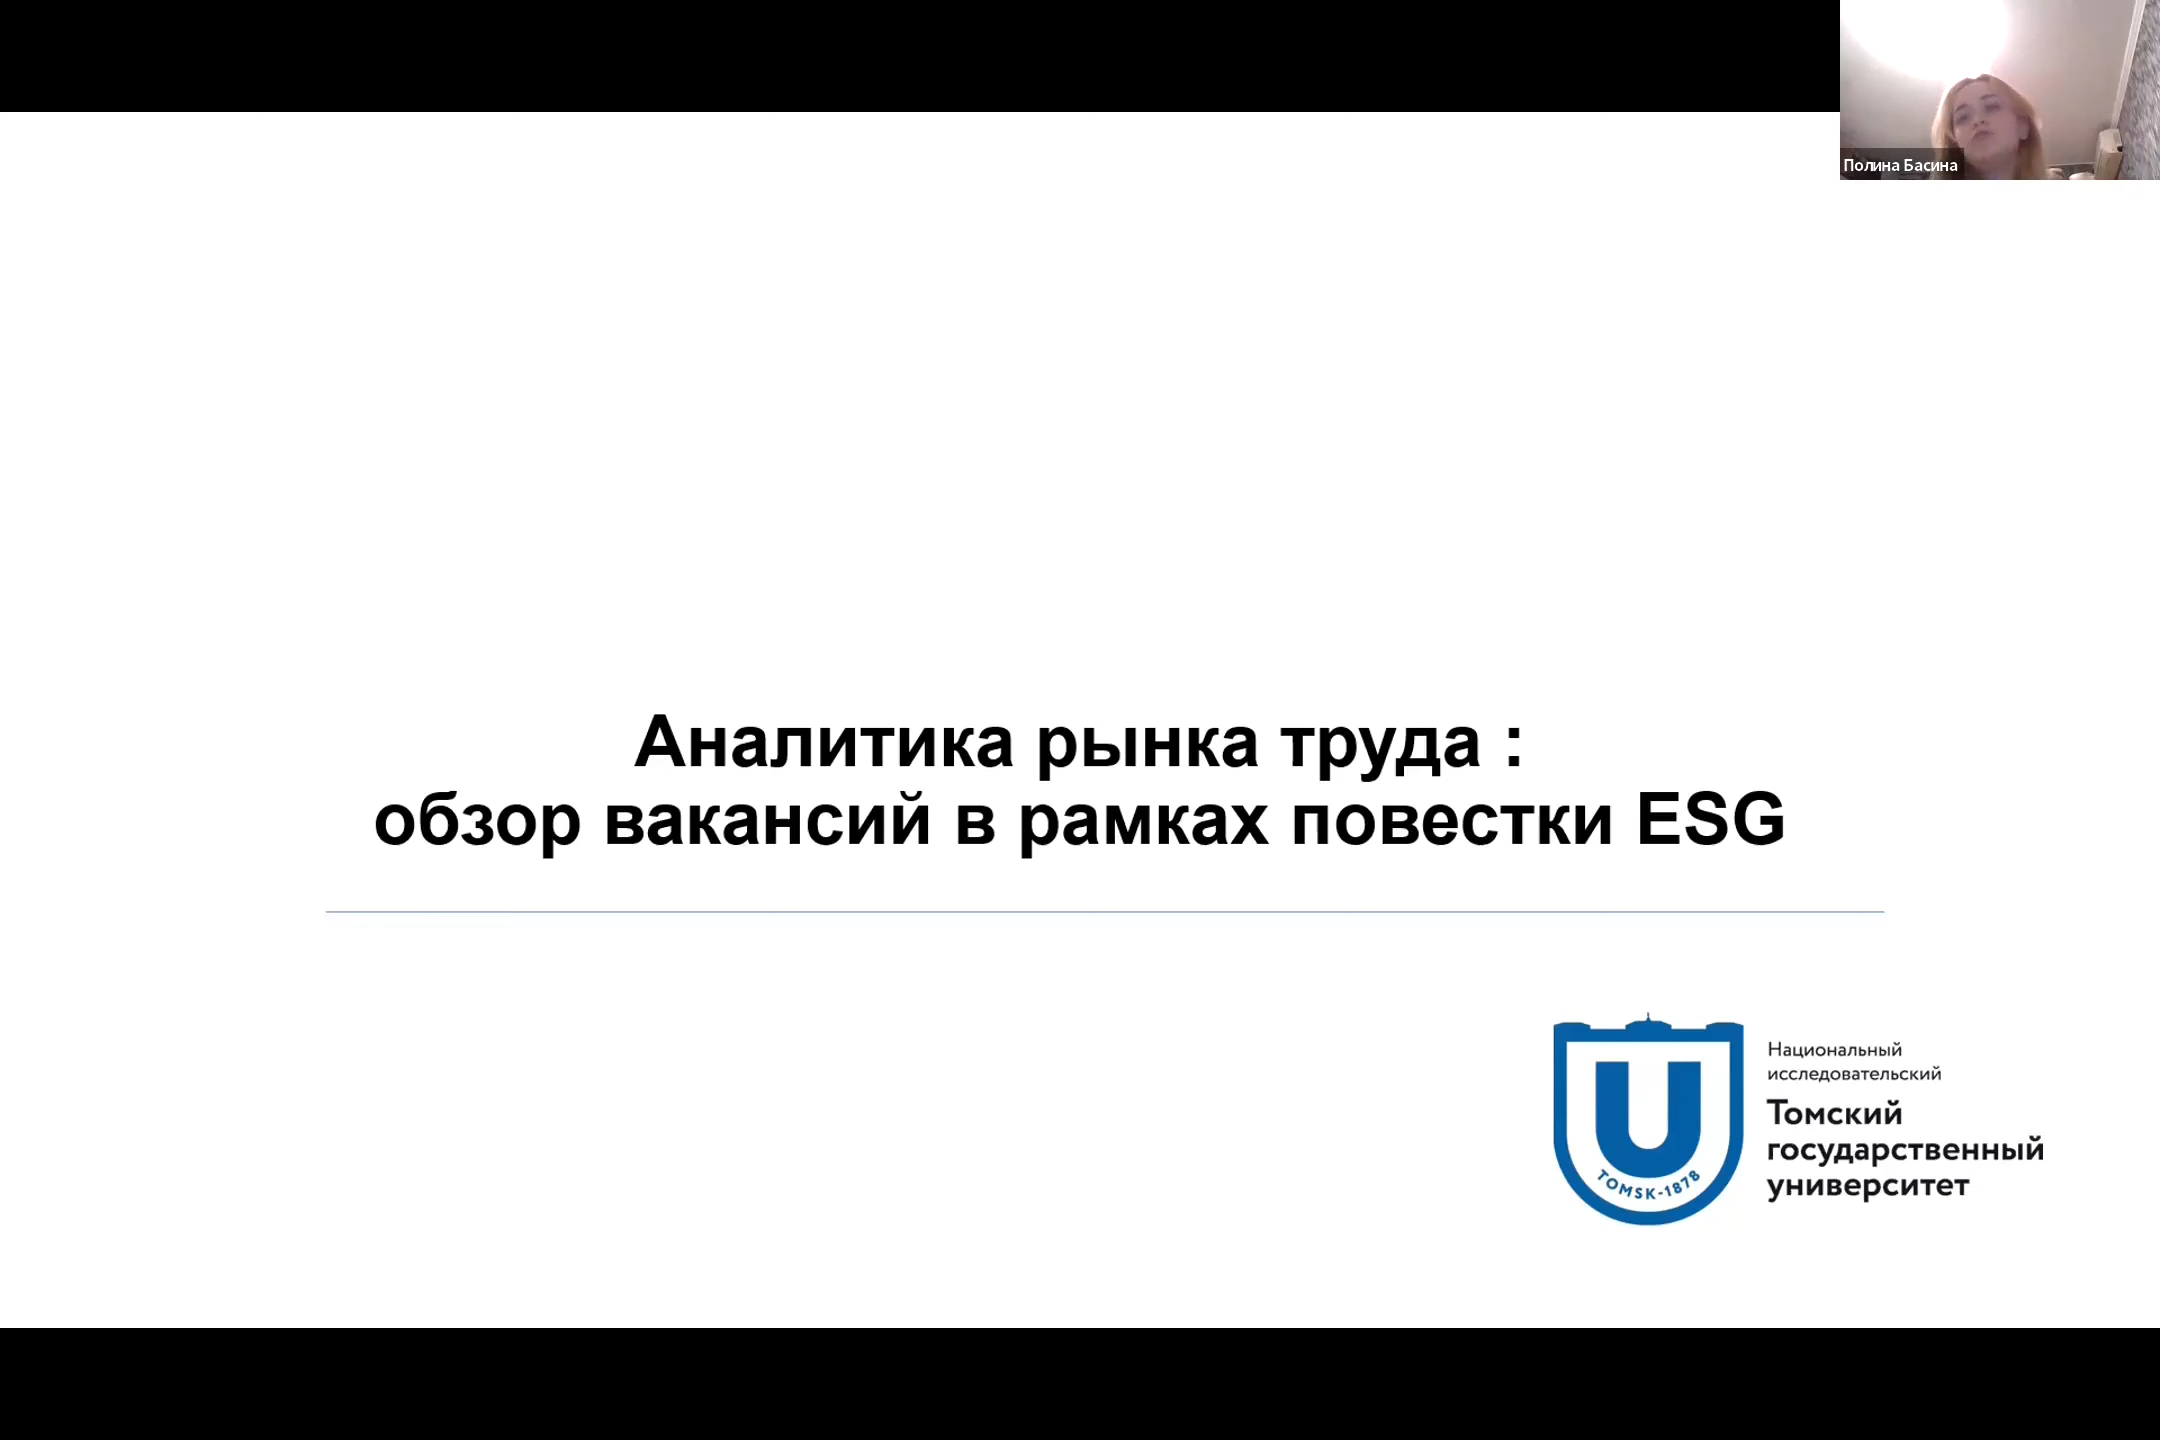 Полина Басина
Аналитика рынка труда :
обзор вакансий в рамках повестки ESG
TOMSK-1878
Национальный
исследовательский
Томский
государственный
университет